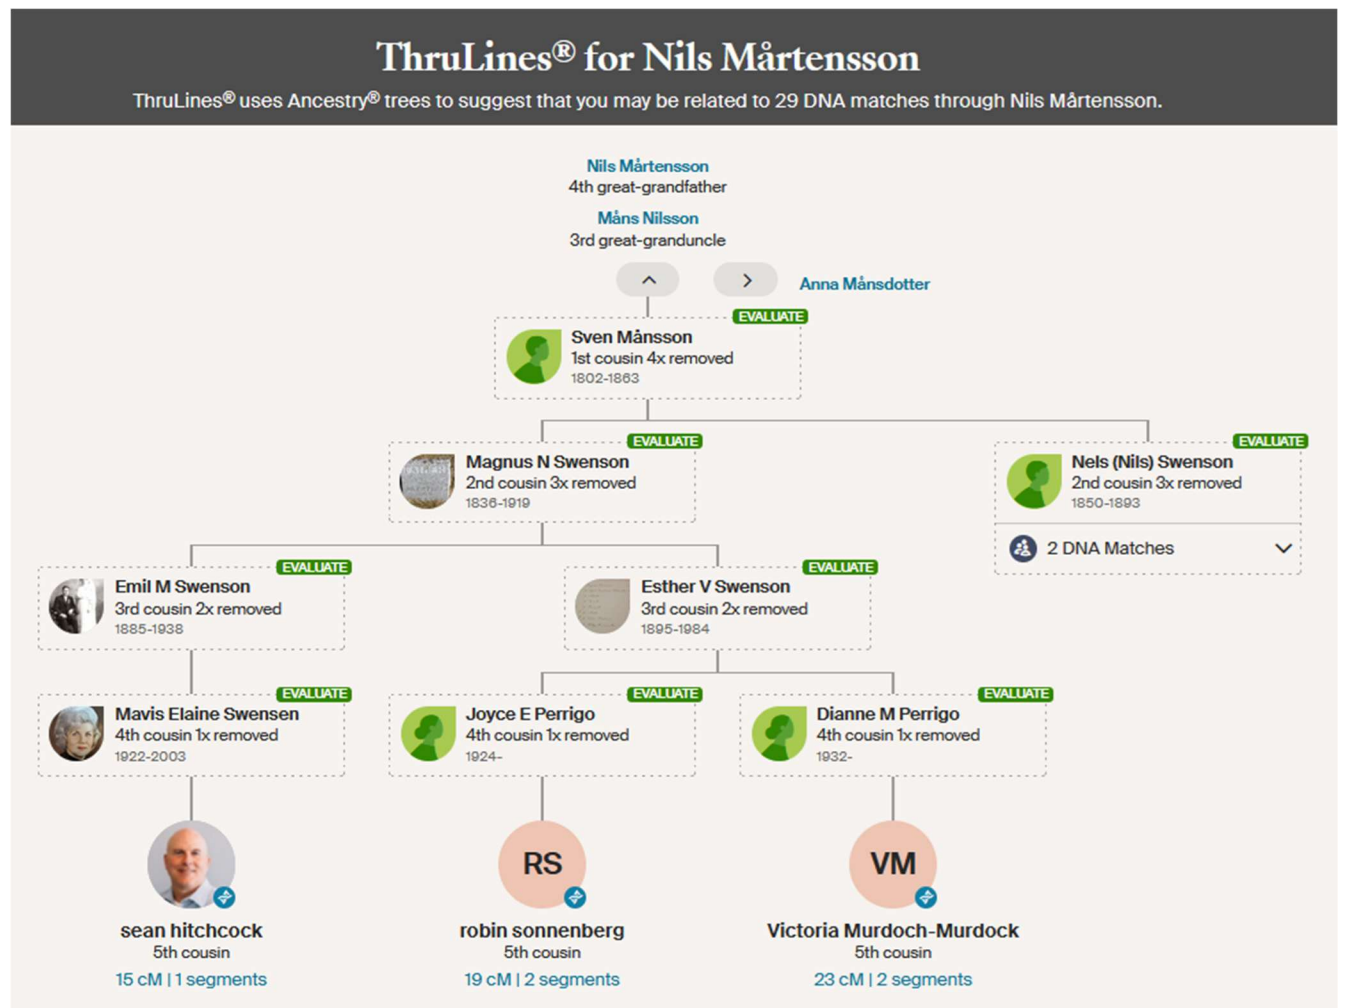 ThruLines® for Nils Mårtensson
ThruLines® uses Ancestry® trees to suggest that you may be related to 29 DNA matches through Nils Mårtensson.
Nils Mårtensson
4th great-grandfather
Måns Nilsson
3rd great-granduncle
Anna Månsdotter
EVALUATE
Sven Månsson
1st cousin 4x removed
1802-1863
EVALUATE
Magnus N Swenson
2nd cousin 3x removed
1836-1919
EVALUATE
Nels (Nils) Swenson
2nd cousin 3x removed
1850-1893
2 DNA Matches
EVALUATE
Emil M Swenson
3rd cousin 2x removed
1885-1938
EVALUATE
Esther V Swenson
3rd cousin 2x removed
1895-1984
EVALUATE
Mavis Elaine Swensen
4th cousin 1x removed
1922-2003
EVALUATE
Joyce E Perrigo
4th cousin 1x removed
1924-
EVALUATE
Dianne M Perrigo
4th cousin 1x removed
1932-
sean hitchcock
5th cousin
15 cM | 1 segments
RS
robin sonnenberg
5th cousin
19 cM | 2 segments
VM
Victoria Murdoch-Murdock
5th cousin
23 cM | 2 segments